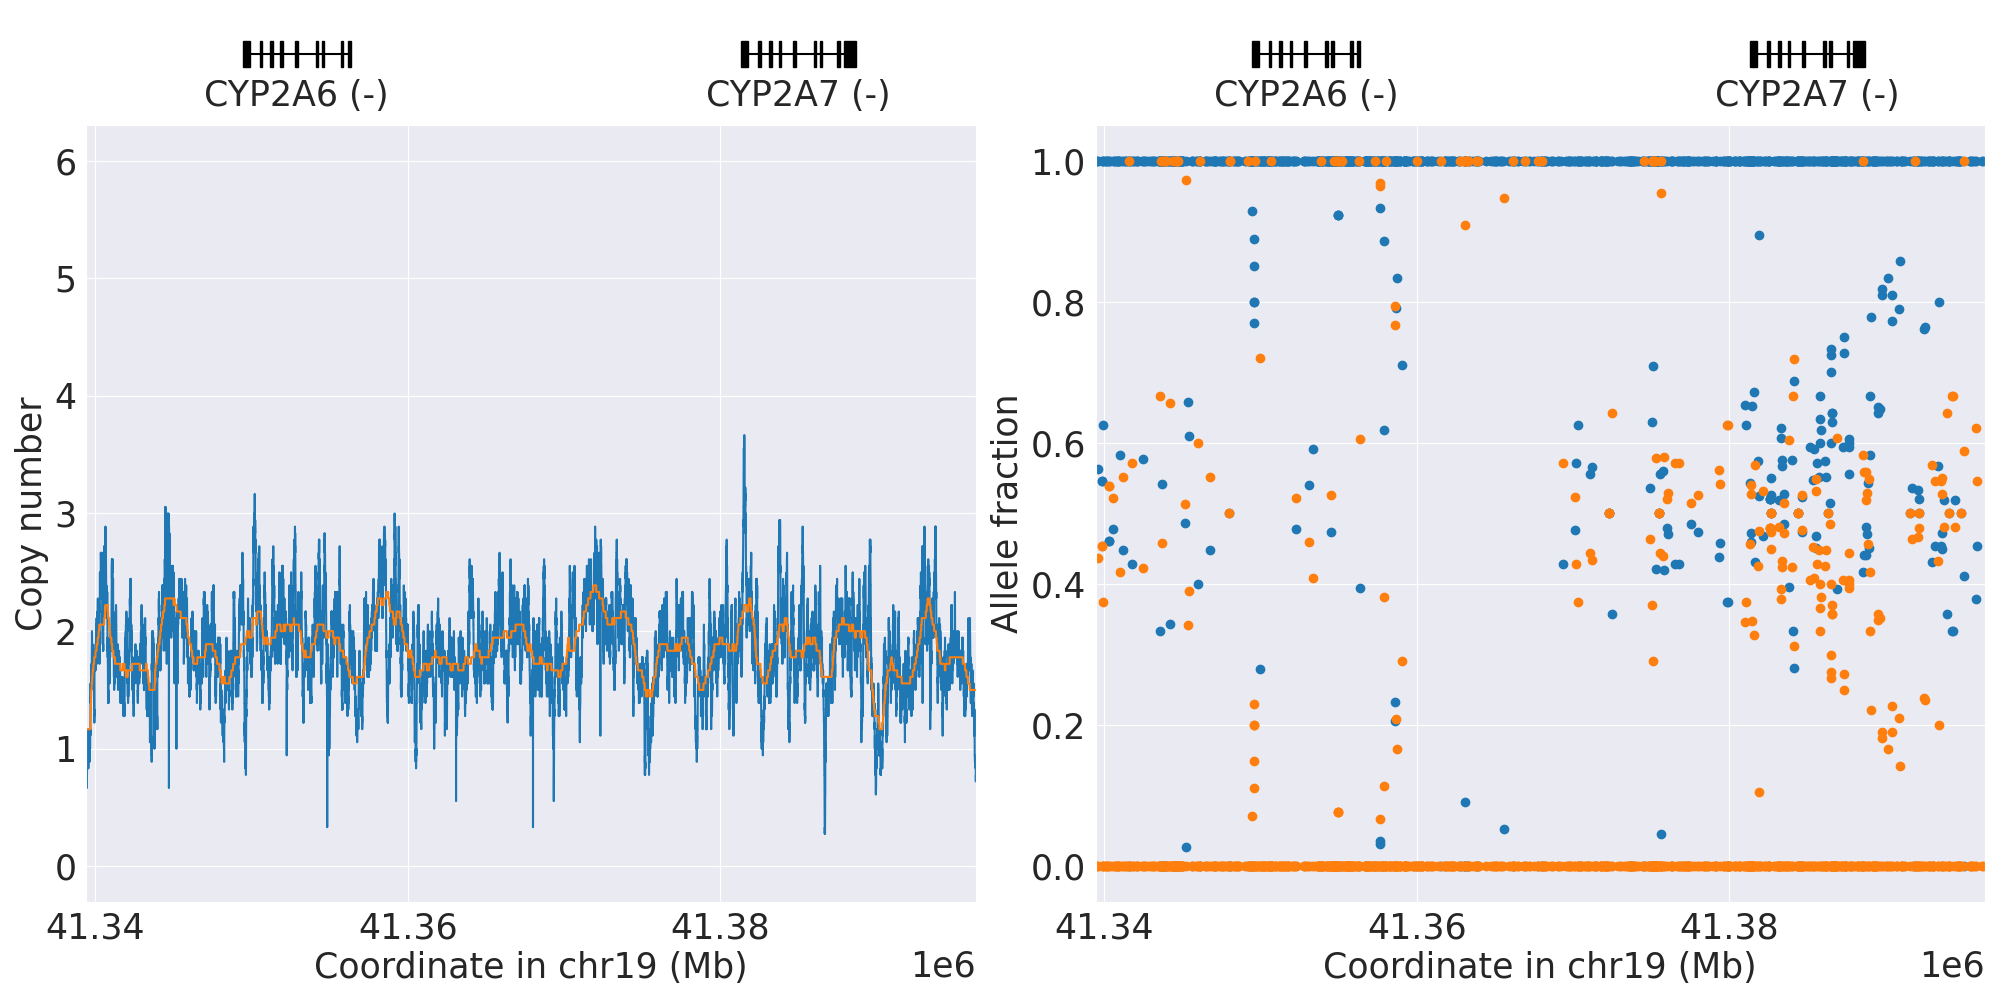 CYP2A6 (-)
CYP2A7 (-)
6
5
4
3
2
1
0
Copy number
41.34
41.36
41.38
Coordinate in chr19 (Mb)
1e6
CYP2A6 (-)
CYP2A7 (-)
1.0
0.8
0.6
0.4
0.2
0.0
Allele fraction
41.34
41.36
41.38
Coordinate in chr19 (Mb)
1e6